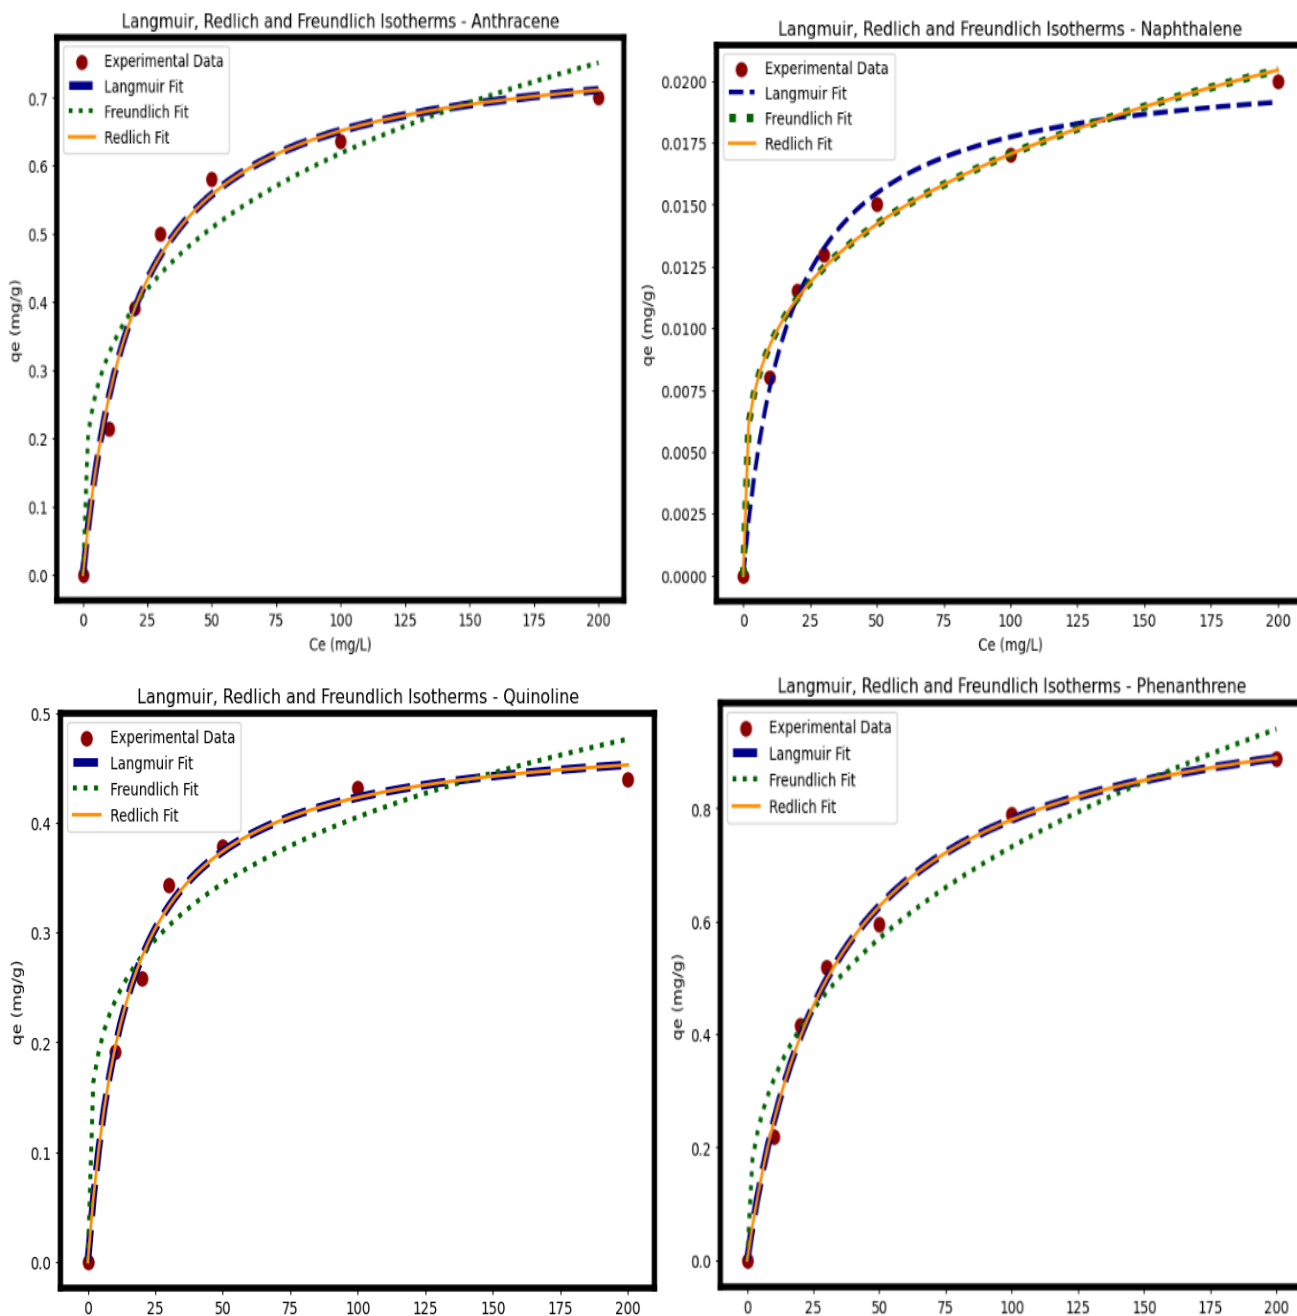 Langmuir, Redlich and Freundlich Isotherms - Anthracene
Experimental Data
Langmuir Fit
Freundlich Fit
Redlich Fit
qe (mg/g)
0.7
0.6
0.5
0.4
0.3
0.2
0.1
0.0
0 25 50 75 100 125 150 175 200
Ce (mg/L)
Langmuir, Redlich and Freundlich Isotherms - Naphthalene
Experimental Data
Langmuir Fit
Freundlich Fit
Redlich Fit
qe (mg/g)
0.0200
0.0175
0.0150
0.0125
0.0100
0.0075
0.0050
0.0025
0.0000
0 25 50 75 100 125 150 175 200
Ce (mg/L)
Langmuir, Redlich and Freundlich Isotherms - Quinoline
Experimental Data
Langmuir Fit
Freundlich Fit
Redlich Fit
qe (mg/g)
0.5
0.4
0.3
0.2
0.1
0.0
0 25 50 75 100 125 150 175 200
Langmuir, Redlich and Freundlich Isotherms - Phenanthrene
Experimental Data
Langmuir Fit
Freundlich Fit
Redlich Fit
qe (mg/g)
0.8
0.6
0.4
0.2
0.0
0 25 50 75 100 125 150 175 200